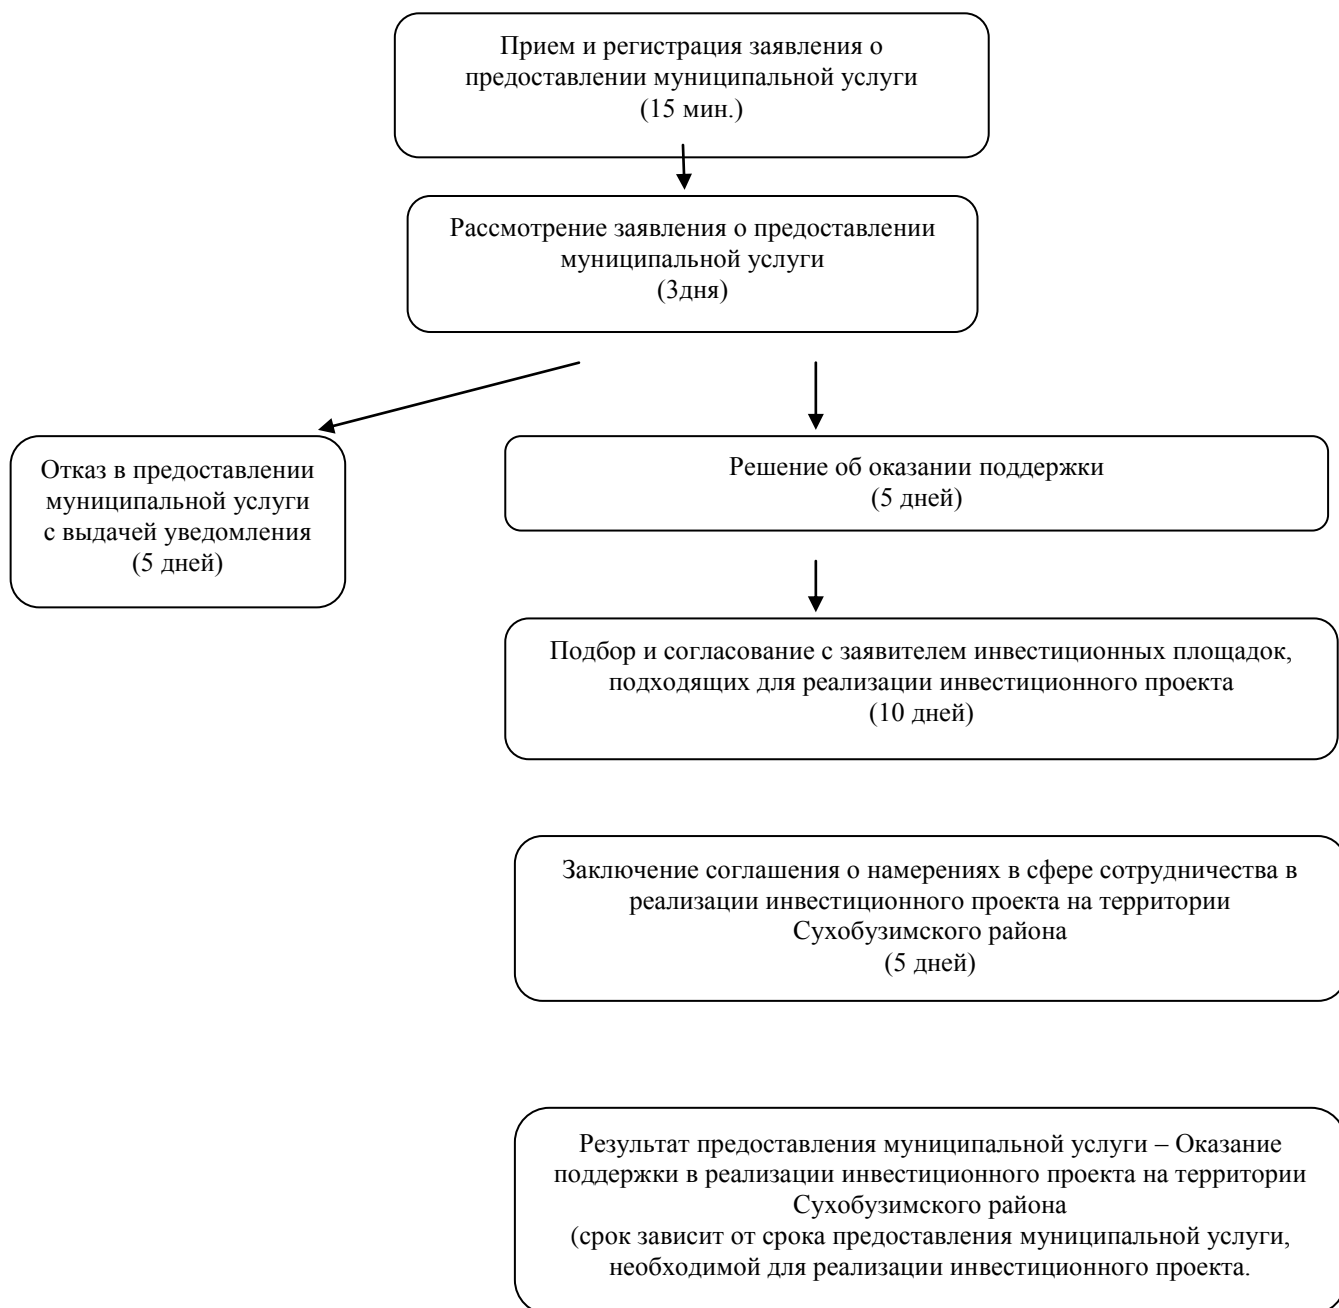 Прием и регистрация заявления о
предоставлении муниципальной услуги
(15 мин.)
Рассмотрение заявления о предоставлении
муниципальной услуги
(3дня)
Отказ в предоставлении
муниципальной услуги
с выдачей уведомления
(5 дней)
Решение об оказании поддержки
(5 дней)
Подбор и согласование с заявителем инвестиционных площадок,
подходящих для реализации инвестиционного проекта
(10 дней)
Заключение соглашения о намерениях в сфере сотрудничества в
реализации инвестиционного проекта на территории
Сухобузимского района
(5 дней)
Результат предоставления муниципальной услуги – Оказание
поддержки в реализации инвестиционного проекта на территории
Сухобузимского района
(срок зависит от срока предоставления муниципальной услуги,
необходимой для реализации инвестиционного проекта.